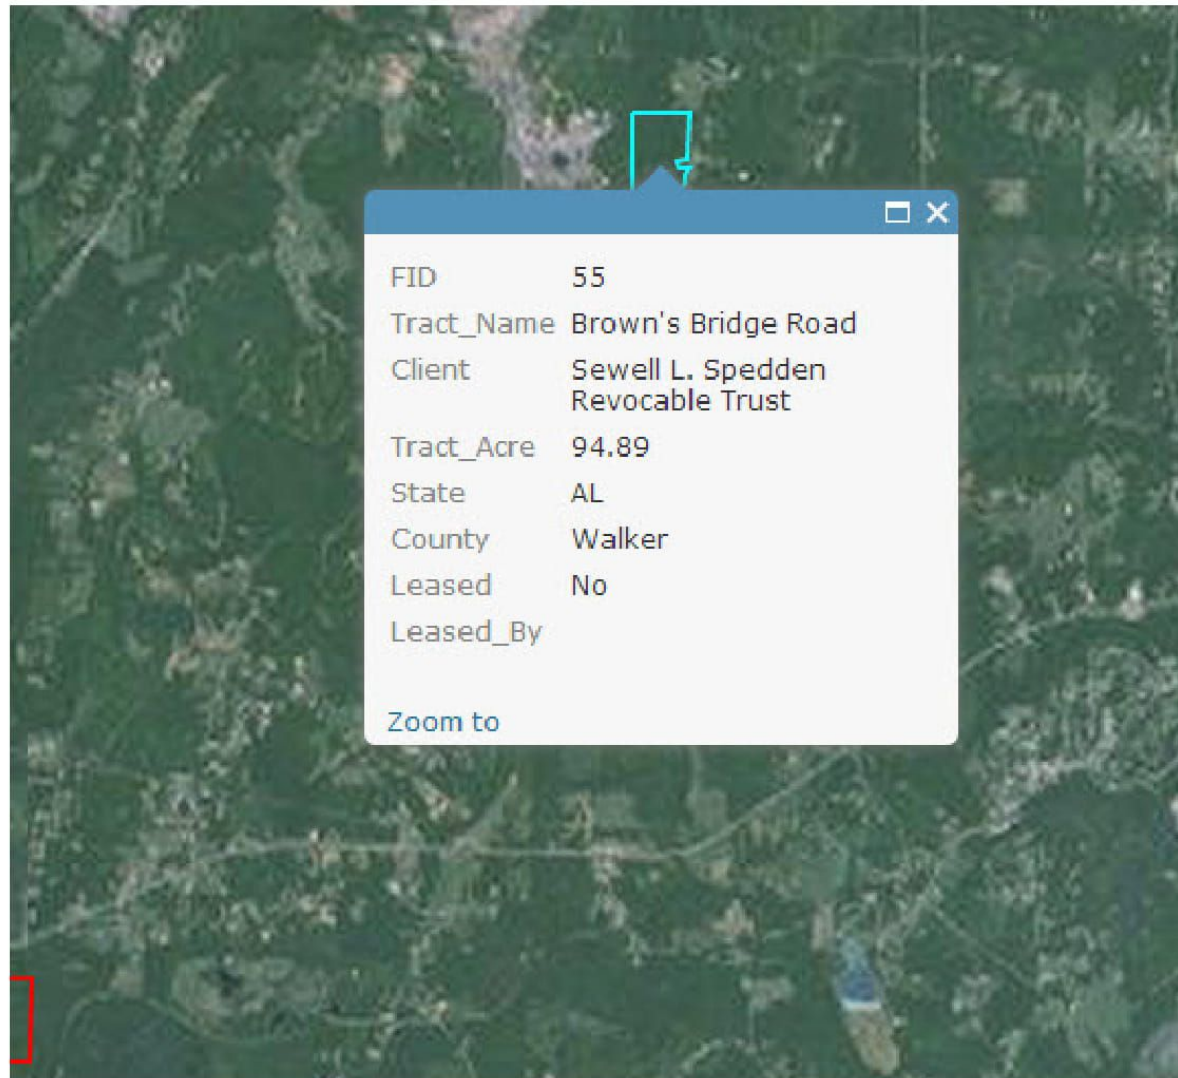 FID 55
Tract_Name Brown's Bridge Road
Client Sewell L. Spedden
Revocable Trust
Tract_Acre 94.89
State AL
County Walker
Leased No
Leased_By
Zoom to